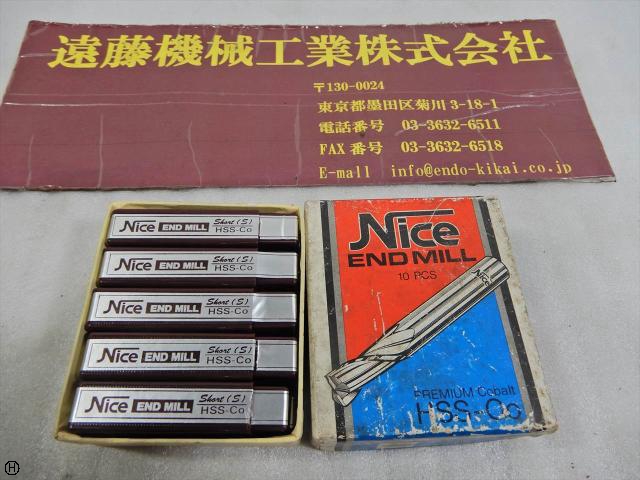 遠藤機械工業株式会社
〒130-0024
東京都墨田区菊川 3-18-1
電話番号 03-3632-6511
FAX 番号 03-3632-6518
E-mall info@endo-kikai.co.jp
Nice END MILL Short (S) HSS-Co
Nice END MILL Short (S) HSS-Co
Nice END MILL Short (S) HSS-Co
Nice END MILL Short (S) HSS-Co
Nice END MILL Short (S) HSS-Co
Nice
END MILL
10 PCS
Nice
PREMIUM Cobalt
HSS-Co
H